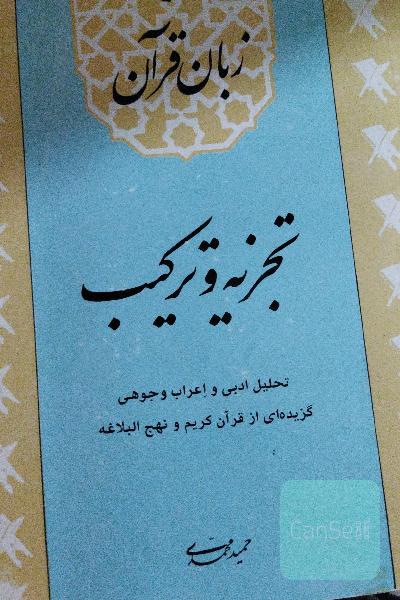 زبان قرآن
تجزیه و ترکیب
تحلیل ادبی و إعراب وجوهی
گزیده‌ای از قرآن کریم و نهج البلاغه
حمید محمدی